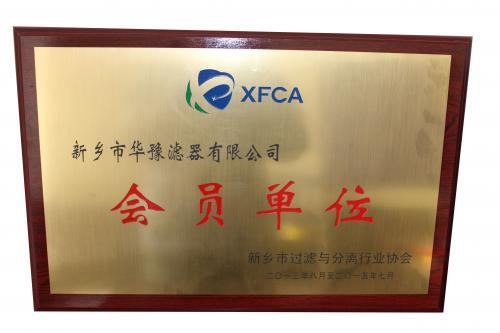 XFCA
新乡市华豫滤器有限公司
会员单位
新乡市过滤与分离行业协会
二〇一三年八月至二〇一五年七月